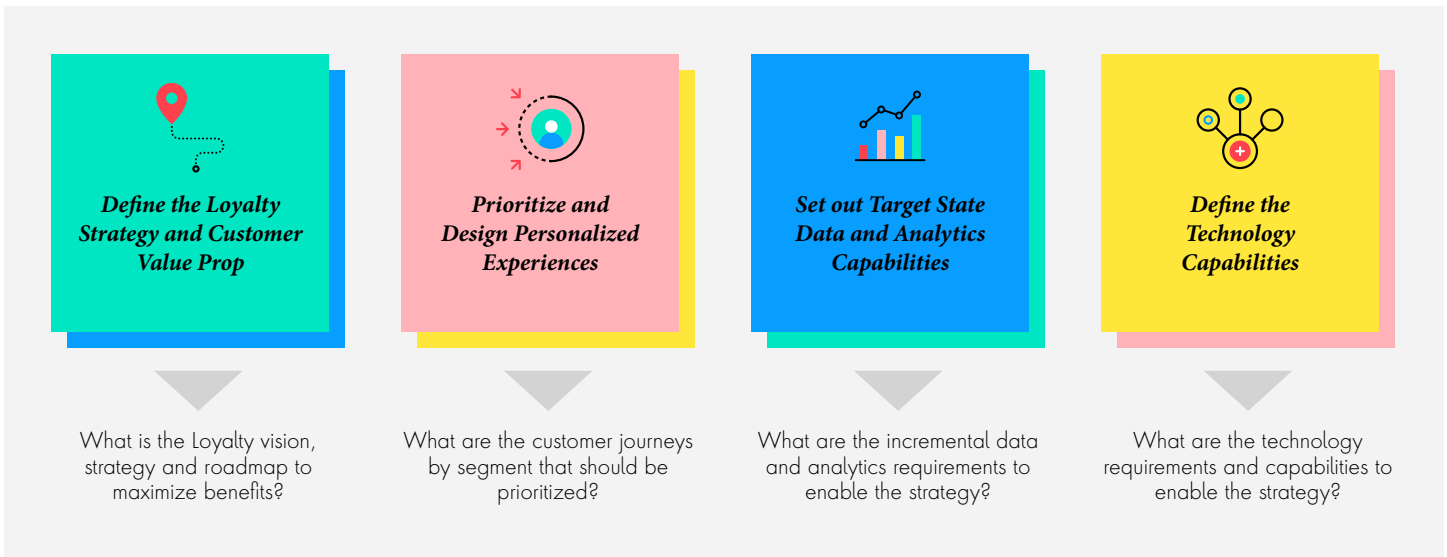 Define the Loyalty
Strategy and Customer
Value Prop
Prioritize and
Design Personalized
Experiences
Set out Target State
Data and Analytics
Capabilities
Define the
Technology
Capabilities
What is the Loyalty vision,
strategy and roadmap to
maximize benefits?
What are the customer journeys
by segment that should be
prioritized?
What are the incremental data
and analytics requirements to
enable the strategy?
What are the technology
requirements and capabilities to
enable the strategy?